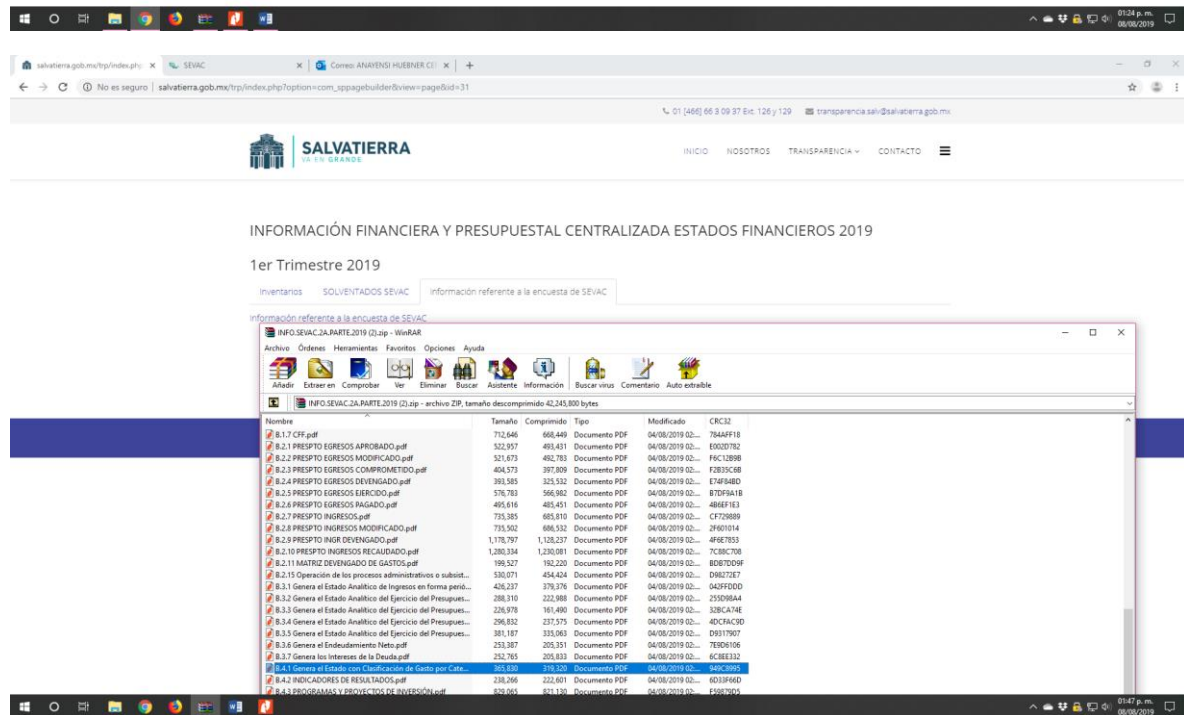 01:24 p. m.
08/08/2019
salvatierra.gob.mx/trp/index.php
SEVAC
Correo: ANAYENSI HUEBNER CEL
No es seguro | salvatierra.gob.mx/trp/index.php?option=com_sppagebuilder&view=page&id=31
01 [466] 66 3 09 37 Ext. 126 y 129 transparencia.salv@salvatierra.gob.mx
SALVATIERRA
VA EN GRANDE
INICIO NOSOTROS TRANSPARENCIA CONTACTO
INFORMACIÓN FINANCIERA Y PRESUPUESTAL CENTRALIZADA ESTADOS FINANCIEROS 2019
1er Trimestre 2019
Inventarios SOLVENTADOS SEVAC Información referente a la encuesta de SEVAC
Información referente a la encuesta de SEVAC
INFO.SEVAC.2A.PARTE.2019 (2).zip - WinRAR
Archivo Órdenes Herramientas Favoritos Opciones Ayuda
Añadir Extraer en Comprobar Ver Eliminar Buscar Asistente Información Buscar virus Comentario Auto extraíble
INFO.SEVAC.2A.PARTE.2019 (2).zip - archivo ZIP, tamaño descomprimido 42,245,800 bytes
Nombre Tamaño Comprimido Tipo Modificado CRC32
B.1.7 CFF.pdf 712,646 668,449 Documento PDF 04/08/2019 02:... 784AFF18
B.2.1 PRESPTO EGRESOS APROBADO.pdf 522,957 493,431 Documento PDF 04/08/2019 02:... E002D782
B.2.2 PRESPTO EGRESOS MODIFICADO.pdf 521,673 492,783 Documento PDF 04/08/2019 02:... F6C12B9B
B.2.3 PRESPTO EGRESOS COMPROMETIDO.pdf 404,573 397,809 Documento PDF 04/08/2019 02:... F2B35C6B
B.2.4 PRESPTO EGRESOS DEVENGADO.pdf 393,585 325,532 Documento PDF 04/08/2019 02:... E74F84BD
B.2.5 PRESPTO EGRESOS EJERCIDO.pdf 576,783 566,982 Documento PDF 04/08/2019 02:... B7DF9A1B
B.2.6 PRESPTO EGRESOS PAGADO.pdf 495,616 485,451 Documento PDF 04/08/2019 02:... 4B6EF1E3
B.2.7 PRESPTO INGRESOS.pdf 735,385 685,810 Documento PDF 04/08/2019 02:... CF729889
B.2.8 PRESPTO INGRESOS MODIFICADO.pdf 735,502 686,532 Documento PDF 04/08/2019 02:... 2F601014
B.2.9 PRESPTO INGR DEVENGADO.pdf 1,178,797 1,128,237 Documento PDF 04/08/2019 02:... 4F6E7853
B.2.10 PRESPTO INGRESOS RECAUDADO.pdf 1,280,334 1,230,081 Documento PDF 04/08/2019 02:... 7C88C708
B.2.11 MATRIZ DEVENGADO DE GASTOS.pdf 199,527 192,220 Documento PDF 04/08/2019 02:... BDB7DD9F
B.2.15 Operación de los procesos administrativos o subsist... 530,071 454,424 Documento PDF 04/08/2019 02:... D98272E7
B.3.1 Genera el Estado Analítico de Ingresos en forma perió... 426,237 379,376 Documento PDF 04/08/2019 02:... 042FFDDD
B.3.2 Genera el Estado Analítico del Ejercicio del Presupues... 288,310 222,988 Documento PDF 04/08/2019 02:... 255D98A4
B.3.3 Genera el Estado Analítico del Ejercicio del Presupues... 226,978 161,490 Documento PDF 04/08/2019 02:... 32BCA74E
B.3.4 Genera el Estado Analítico del Ejercicio del Presupues... 296,832 237,575 Documento PDF 04/08/2019 02:... 4DCFAC9D
B.3.5 Genera el Estado Analítico del Ejercicio del Presupues... 381,187 335,063 Documento PDF 04/08/2019 02:... D9317907
B.3.6 Genera el Endeudamiento Neto.pdf 253,387 205,351 Documento PDF 04/08/2019 02:... 7E9D6106
B.3.7 Genera los Intereses de la Deuda.pdf 252,765 205,833 Documento PDF 04/08/2019 02:... 6C8EE332
B.4.1 Genera el Estado con Clasificación de Gasto por Cate... 365,830 319,320 Documento PDF 04/08/2019 02:... 949C8995
B.4.2 INDICADORES DE RESULTADOS.pdf 238,266 222,601 Documento PDF 04/08/2019 02:... 6D33F66D
B.4.3 PROGRAMAS Y PROYECTOS DE INVERSIÓN.pdf 829,065 821,130 Documento PDF 04/08/2019 02:... F59879D5
01:47 p. m.
08/08/2019